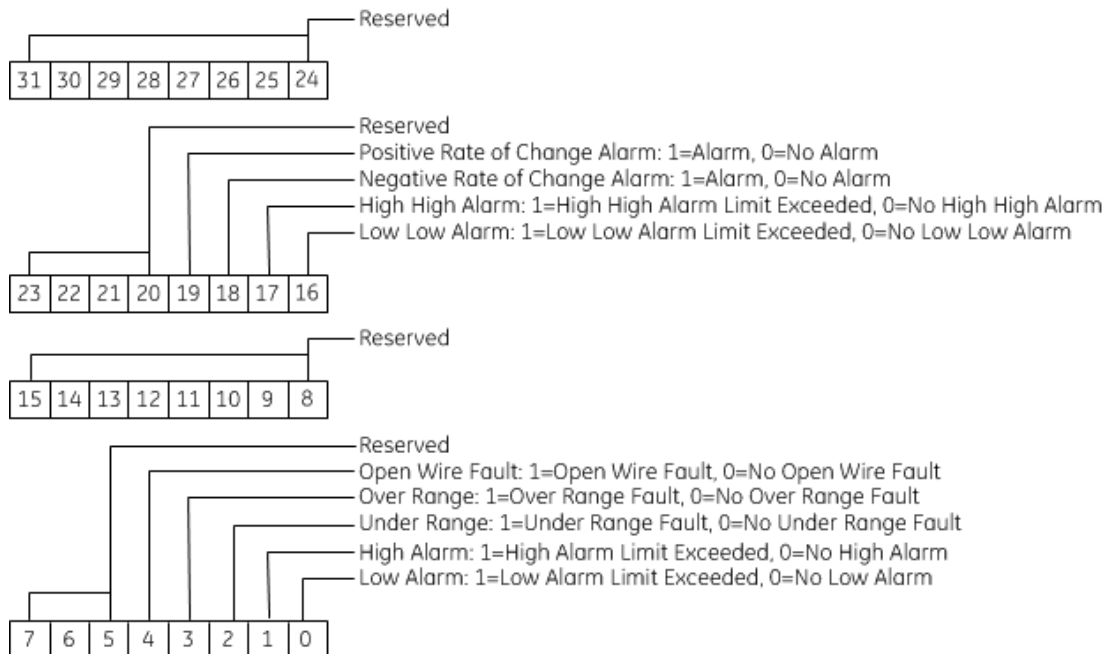 Reserved
31 30 29 28 27 26 25 24
Reserved
Positive Rate of Change Alarm: 1=Alarm, 0=No Alarm
Negative Rate of Change Alarm: 1=Alarm, 0=No Alarm
High High Alarm: 1=High High Alarm Limit Exceeded, 0=No High High Alarm
Low Low Alarm: 1=Low Low Alarm Limit Exceeded, 0=No Low Low Alarm
23 22 21 20 19 18 17 16
Reserved
15 14 13 12 11 10 9 8
Reserved
Open Wire Fault: 1=Open Wire Fault, 0=No Open Wire Fault
Over Range: 1=Over Range Fault, 0=No Over Range Fault
Under Range: 1=Under Range Fault, 0=No Under Range Fault
High Alarm: 1=High Alarm Limit Exceeded, 0=No High Alarm
Low Alarm: 1=Low Alarm Limit Exceeded, 0=No Low Alarm
7 6 5 4 3 2 1 0